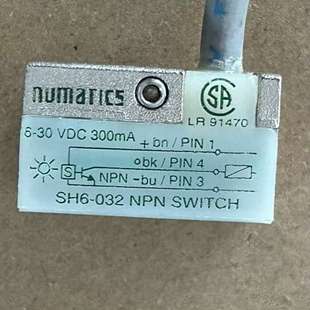 numatics
SA
LR 91470
6-30 VDC 300mA
+ bn / PIN 1
bk / PIN 4
S
NPN -bu / PIN 3
SH6-032 NPN SWITCH